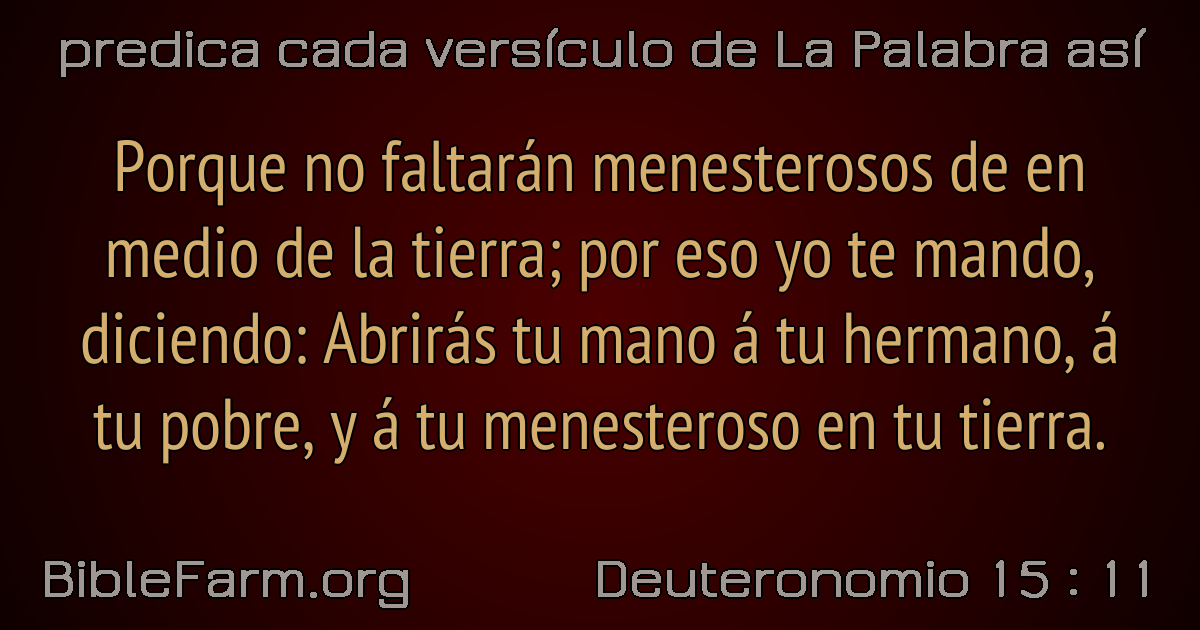 predica cada versículo de La Palabra así
Porque no faltarán menesterosos de en
medio de la tierra; por eso yo te mando,
diciendo: Abrirás tu mano á tu hermano, á
tu pobre, y á tu menesteroso en tu tierra.
BibleFarm.org
Deuteronomio 15 : 11